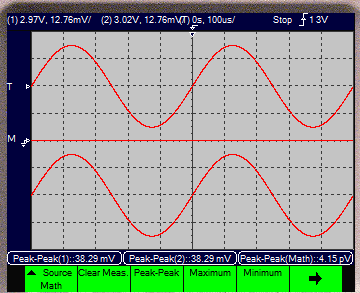 (1) 2.97V, 12.76mV/ (2) 3.02V, 12.76mV/(T) 0s, 100us/ Stop 1 3V
T
M
Peak-Peak(1)::38.29 mV Peak-Peak(2)::38.29 mV Peak-Peak(Math)::4.15 pV
Source Math Clear Meas. Peak-Peak Maximum Minimum